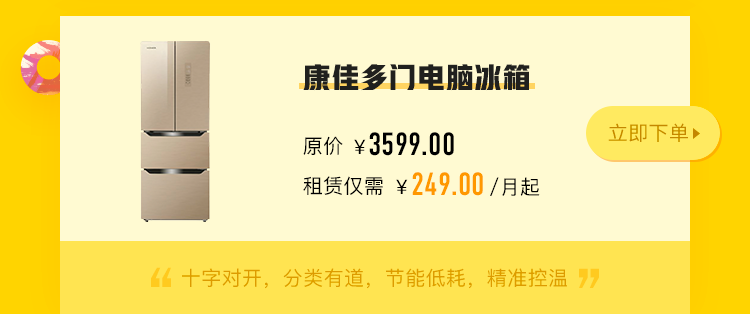 康佳多门电脑冰箱
原价 ￥3599.00
立即下单
租赁仅需 ￥249.00 /月起
“ 十字对开，分类有道，节能低耗，精准控温 ”